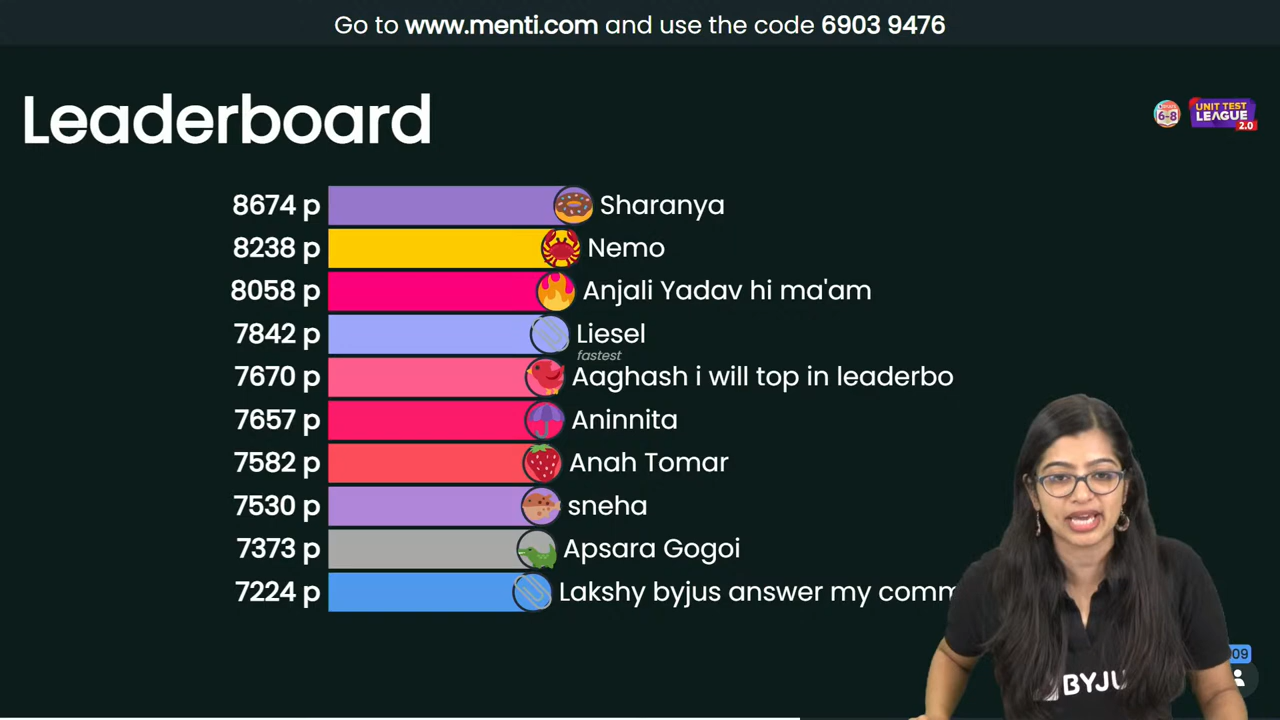 Go to www.menti.com and use the code 6903 9476
Leaderboard
6-8
UNIT TEST
LEAGUE
2.0
8674 p Sharanya
8238 p Nemo
8058 p Anjali Yadav hi ma'am
7842 p Liesel
fastest
7670 p Aaghash i will top in leaderbo
7657 p Aninnita
7582 p Anah Tomar
7530 p sneha
7373 p Apsara Gogoi
7224 p Lakshy byjus answer my comm
09
BYJU